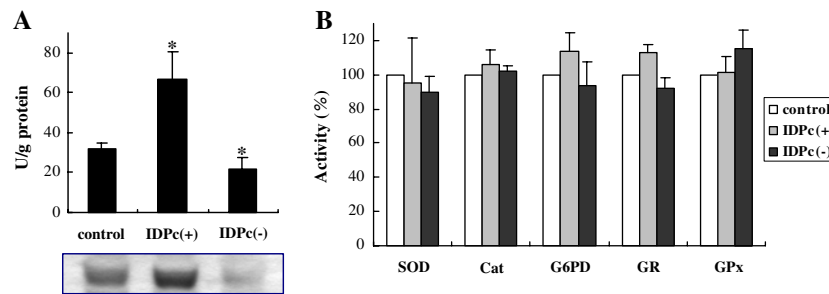 A
U/g protein
80
60
40
20
0
*
*
control IDPc(+) IDPc(-)
B
Activity (%)
120
100
80
60
40
20
0
SOD Cat G6PD GR GPx
control
IDPc(+
IDPc(-)